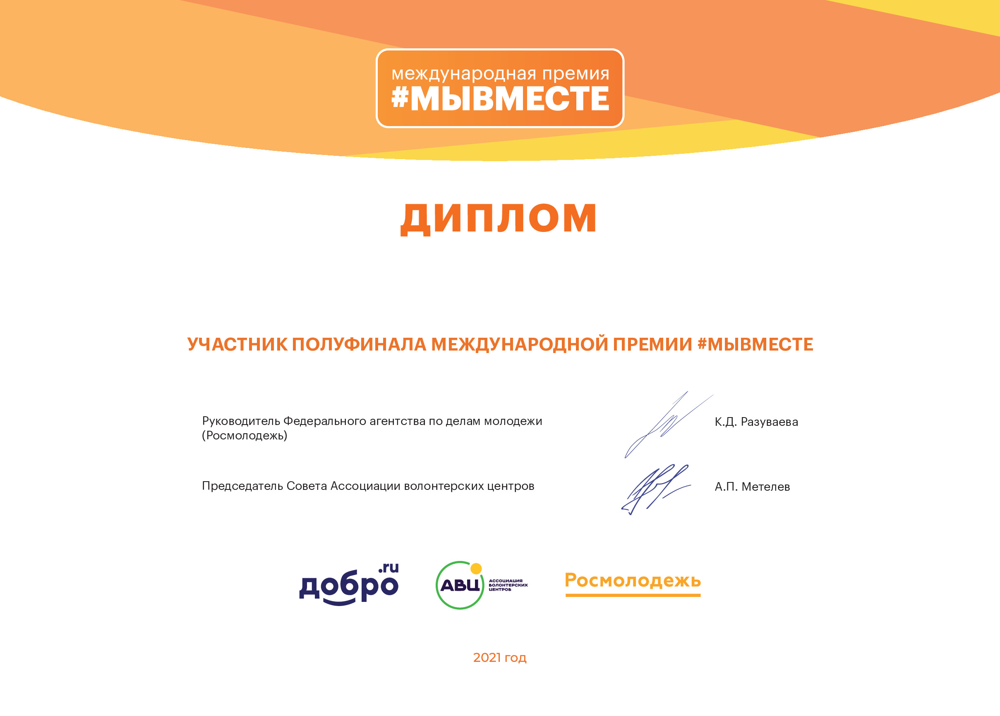 международная премия
#МЫВМЕСТЕ
ДИПЛОМ
УЧАСТНИК ПОЛУФИНАЛА МЕЖДУНАРОДНОЙ ПРЕМИИ #МЫВМЕСТЕ
Руководитель Федерального агентства по делам молодежи
(Росмолодежь)
К.Д. Разуваева
Председатель Совета Ассоциации волонтерских центров
А.П. Метелев
добро.ru
АВЦ
АССОЦИАЦИЯ
ВОЛОНТЕРСКИХ
ЦЕНТРОВ
Росмолодежь
2021 год